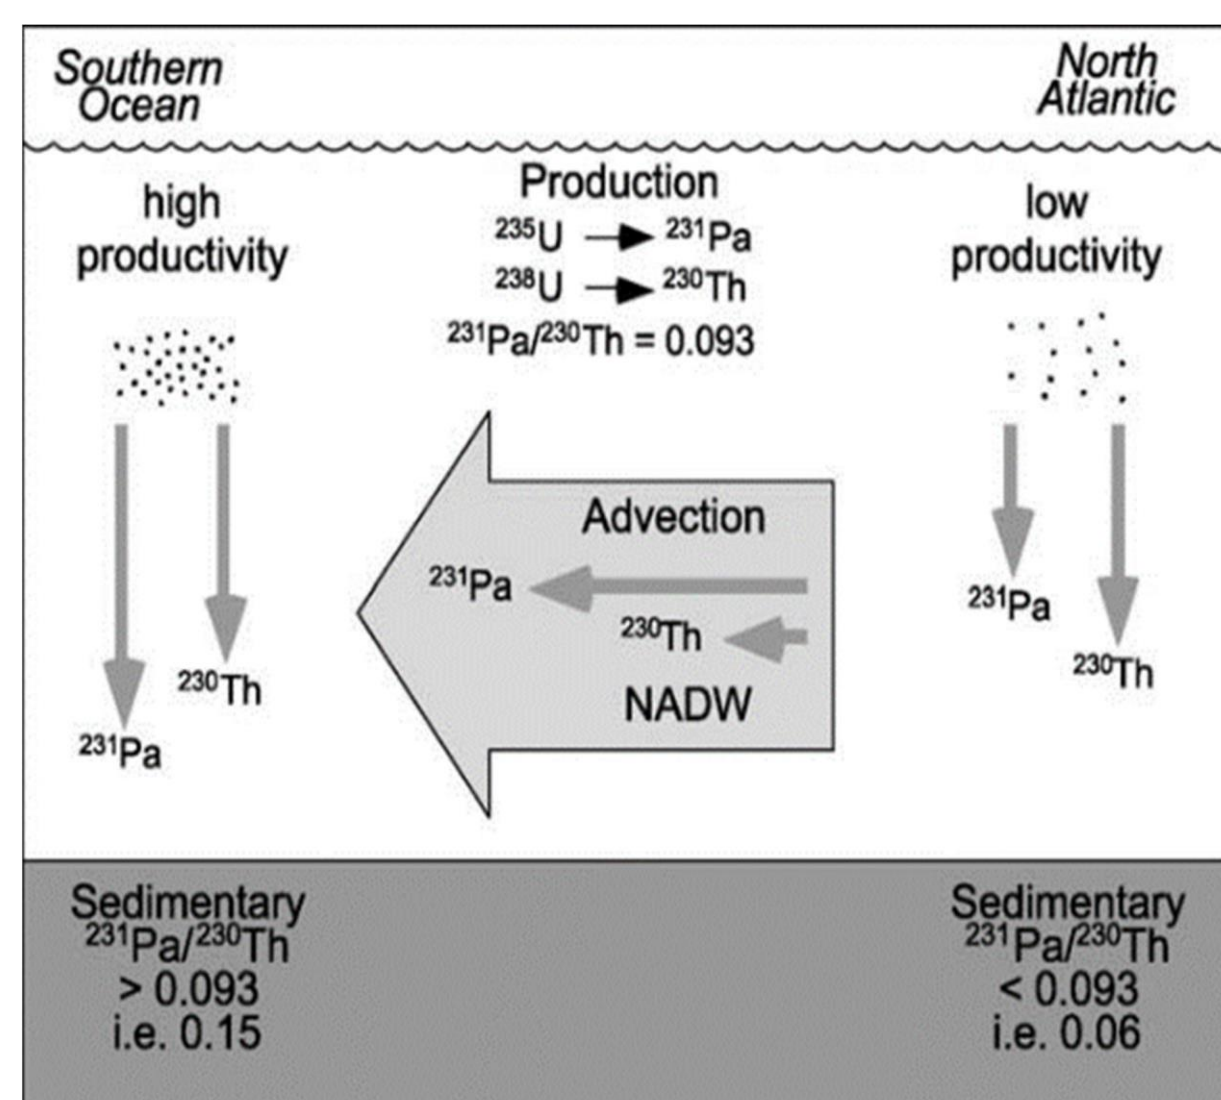 Southern
Ocean
North
Atlantic
high
productivity
Production
²³⁵U → ²³¹Pa
²³⁸U → ²³⁰Th
²³¹Pa/²³⁰Th = 0.093
low
productivity
Advection
²³¹Pa
²³⁰Th
NADW
²³⁰Th
²³¹Pa
²³¹Pa
²³⁰Th
Sedimentary
²³¹Pa/²³⁰Th
> 0.093
i.e. 0.15
Sedimentary
²³¹Pa/²³⁰Th
< 0.093
i.e. 0.06